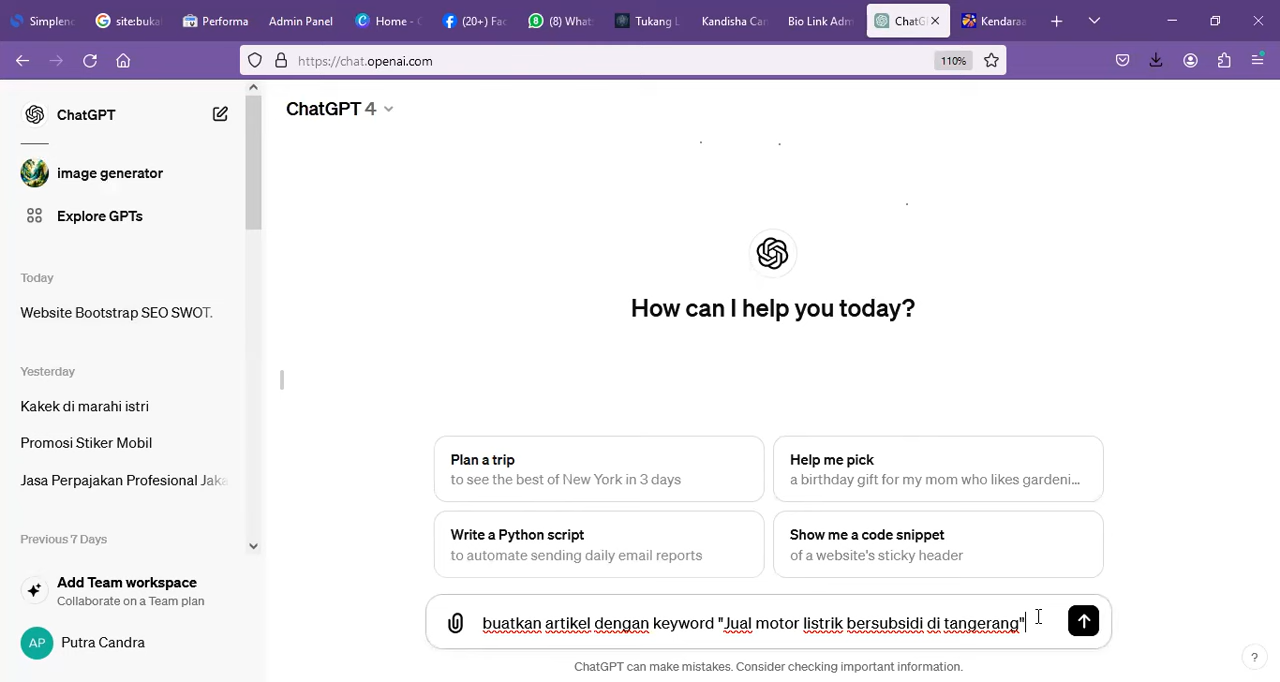 Simplen
site:buka
Performa
Admin Panel
Home -
(20+) Fac
(8) What
Tukang L
Kandisha Car
Bio Link Adm
ChatG
Kendaraa
https://chat.openai.com
110%
ChatGPT
ChatGPT 4
image generator
Explore GPTs
Today
Website Bootstrap SEO SWOT.
How can I help you today?
Yesterday
Kakek di marahi istri
Promosi Stiker Mobil
Jasa Perpajakan Profesional Jaka
Previous 7 Days
Plan a trip
to see the best of New York in 3 days
Help me pick
a birthday gift for my mom who likes gardeni...
Write a Python script
to automate sending daily email reports
Show me a code snippet
of a website's sticky header
Add Team workspace
Collaborate on a Team plan
AP
Putra Candra
buatkan artikel dengan keyword "Jual motor listrik bersubsidi di tangerang"
ChatGPT can make mistakes. Consider checking important information.
?